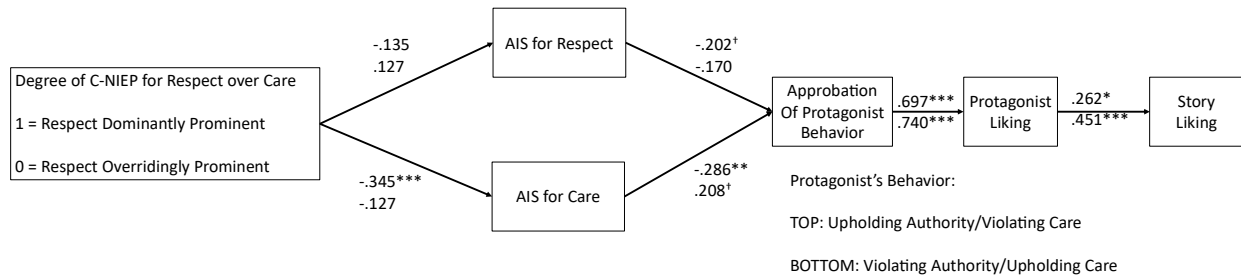 Degree of C-NIEP for Respect over Care
1 = Respect Dominantly Prominent
0 = Respect Overridingly Prominent
-.135
.127
-.345***
-.127
AIS for Respect
AIS for Care
-.202†
-.170
-.286**
.208†
Approbation
Of Protagonist
Behavior
.697***
.740***
Protagonist
Liking
.262*
.451***
Story
Liking
Protagonist’s Behavior:
TOP: Upholding Authority/Violating Care
BOTTOM: Violating Authority/Upholding Care